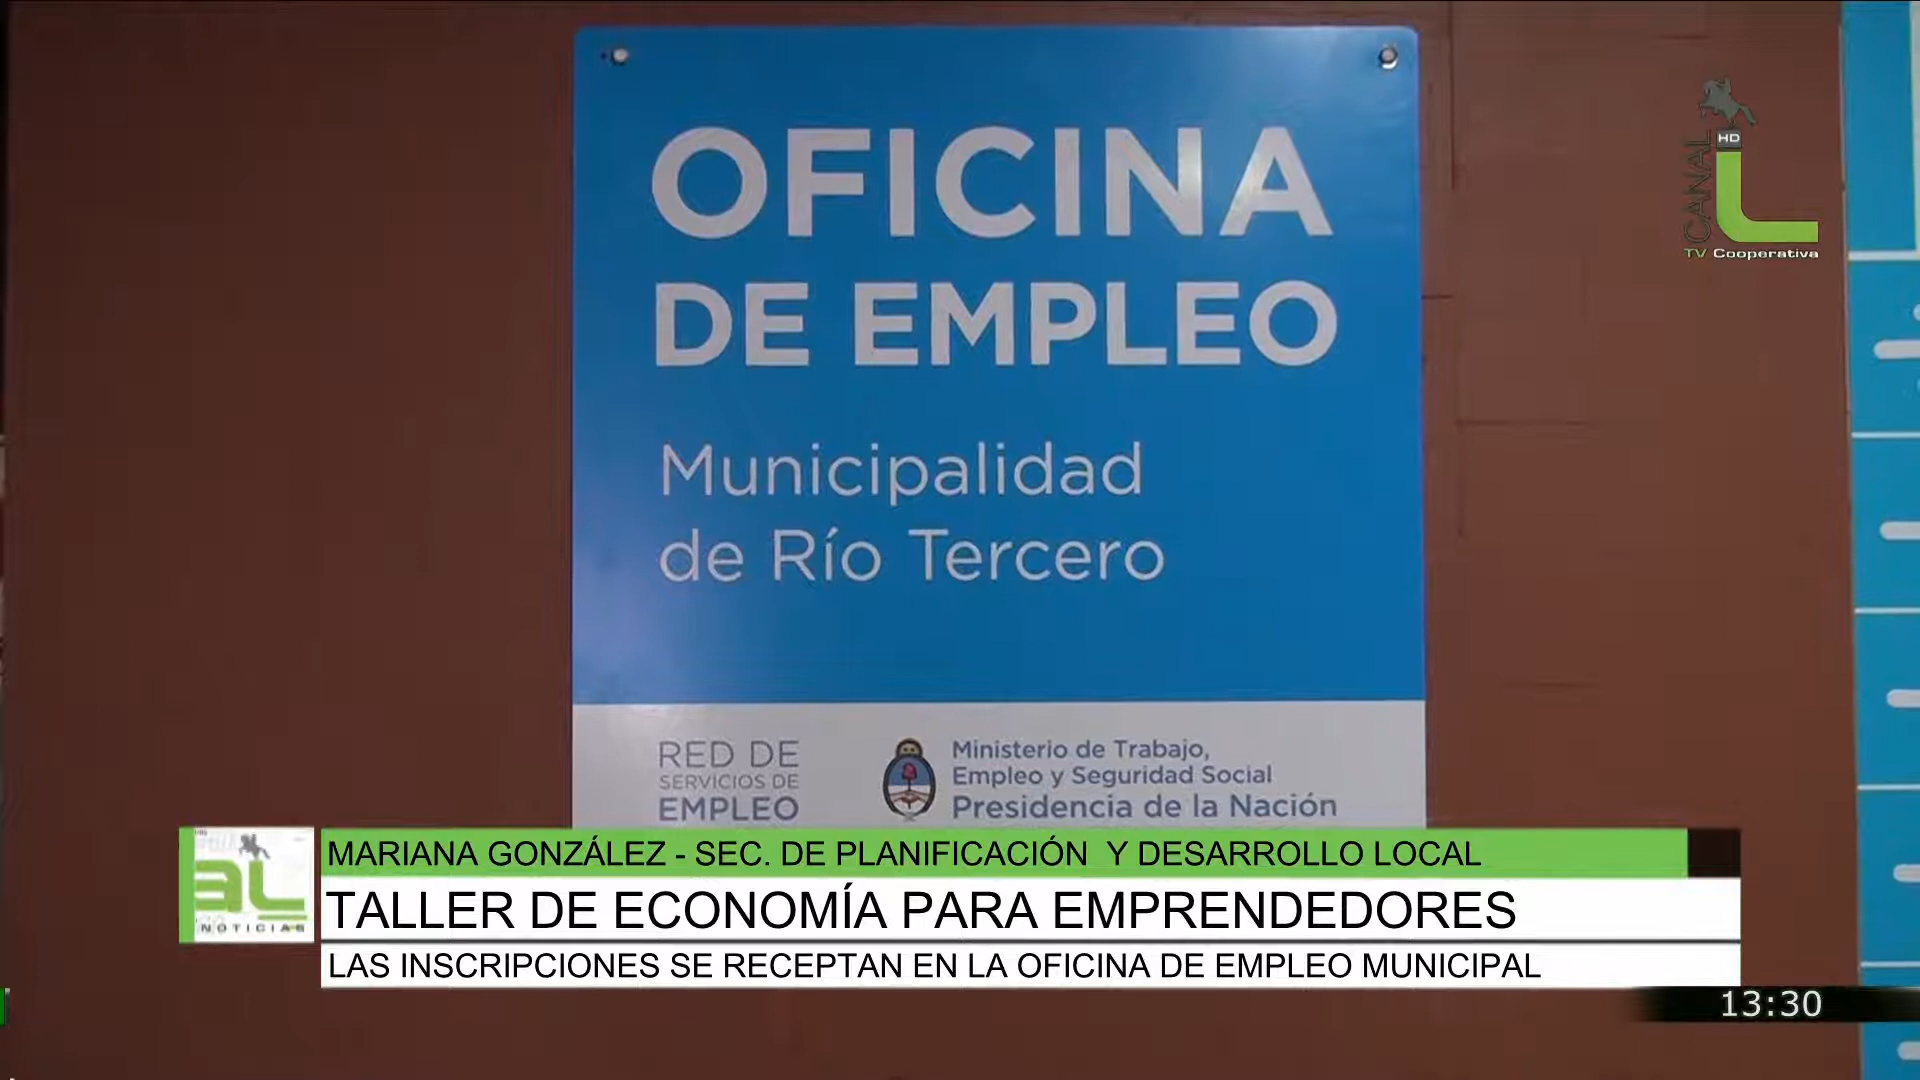 OFICINA
DE EMPLEO
Municipalidad
de Río Tercero
RED DE
SERVICIOS DE
EMPLEO
Ministerio de Trabajo,
Empleo y Seguridad Social
Presidencia de la Nación
CANAL
HD
L
TV Cooperativa
aL
NOTICIAS
MARIANA GONZÁLEZ - SEC. DE PLANIFICACIÓN Y DESARROLLO LOCAL
TALLER DE ECONOMÍA PARA EMPRENDEDORES
LAS INSCRIPCIONES SE RECEPTAN EN LA OFICINA DE EMPLEO MUNICIPAL
13:30